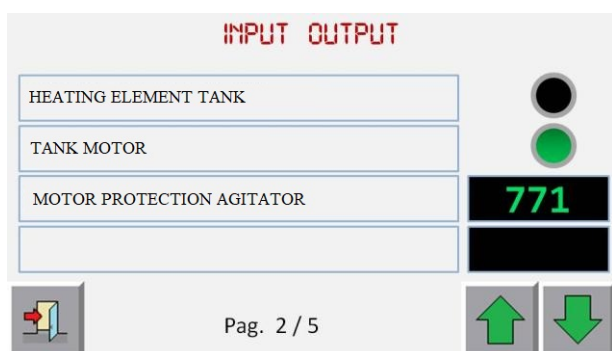 INPUT OUTPUT
HEATING ELEMENT TANK
TANK MOTOR
MOTOR PROTECTION AGITATOR 771
Pag. 2 / 5